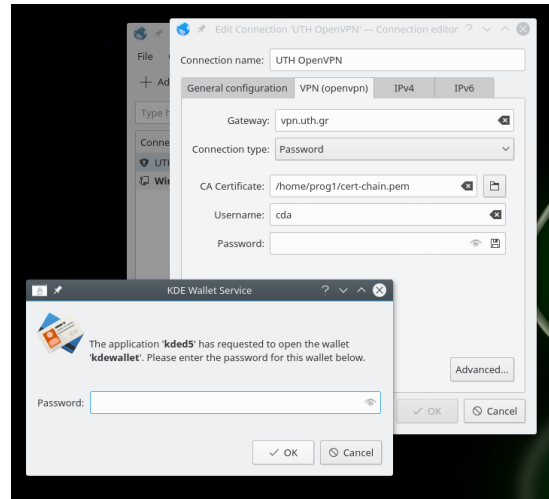 Edit Connection 'UTH OpenVPN' — Connection editor
File
Connection name: UTH OpenVPN
Ad
General configuration VPN (openvpn) IPv4 IPv6
Type h
Gateway: vpn.uth.gr
Conne
Connection type: Password
UTH
Wir
CA Certificate: /home/prog1/cert-chain.pem
Username: cda
Password:
KDE Wallet Service
The application 'kded5' has requested to open the wallet
'kdewallet'. Please enter the password for this wallet below.
Advanced...
Password:
OK Cancel
OK Cancel